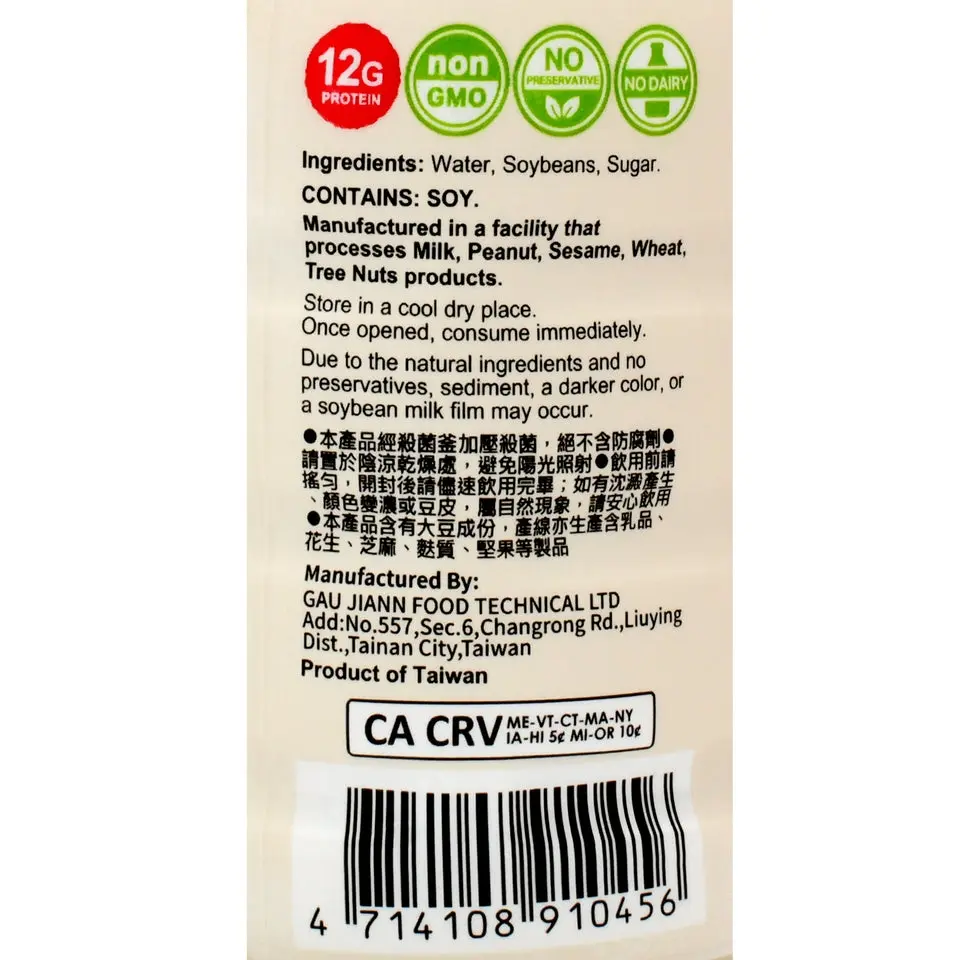 12G
PROTEIN
non
GMO
NO
PRESERVATIVE
NO DAIRY
Ingredients: Water, Soybeans, Sugar.
CONTAINS: SOY.
Manufactured in a facility that
processes Milk, Peanut, Sesame, Wheat,
Tree Nuts products.
Store in a cool dry place.
Once opened, consume immediately.
Due to the natural ingredients and no
preservatives, sediment, a darker color, or
a soybean milk film may occur.
●本產品經殺菌釜加壓殺菌，絕不含防腐劑●
請置於陰涼乾燥處，避免陽光照射●飲用前請
搖勻，開封後請儘速飲用完畢；如有沈澱產生
、顏色變濃或豆皮，屬自然現象，請安心飲用
●本產品含有大豆成份，產線亦生產含乳品、
花生、芝麻、麩質、堅果等製品
Manufactured By:
GAU JIANN FOOD TECHNICAL LTD
Add:No.557,Sec.6,Changrong Rd.,Liuying
Dist.,Tainan City,Taiwan
Product of Taiwan
CA CRV ME-VT-CT-MA-NY
IA-HI 5¢ MI-OR 10¢
4 714108 910456